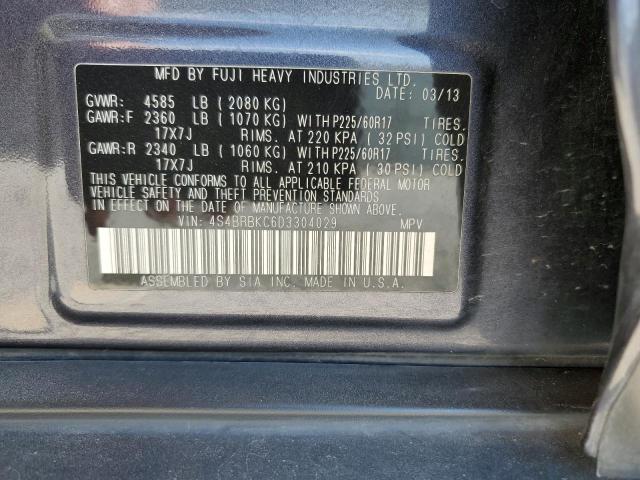 MFD BY FUJI HEAVY INDUSTRIES LTD.
DATE: 03/13
GVWR: 4585 LB (2080 KG)
GAWR:F 2360 LB (1070 KG) WITH P225/60R17 TIRES.
17X7J RIMS. AT 220 KPA (32 PSI) COLD
GAWR:R 2340 LB (1060 KG) WITH P225/60R17 TIRES.
17X7J RIMS. AT 210 KPA (30 PSI) COLD
THIS VEHICLE CONFORMS TO ALL APPLICABLE FEDERAL MOTOR
VEHICLE SAFETY AND THEFT PREVENTION STANDARDS
IN EFFECT ON THE DATE OF MANUFACTURE SHOWN ABOVE.
VIN: 4S4BRBKC6D3304029 MPV
ASSEMBLED BY SIA INC. MADE IN U.S.A.